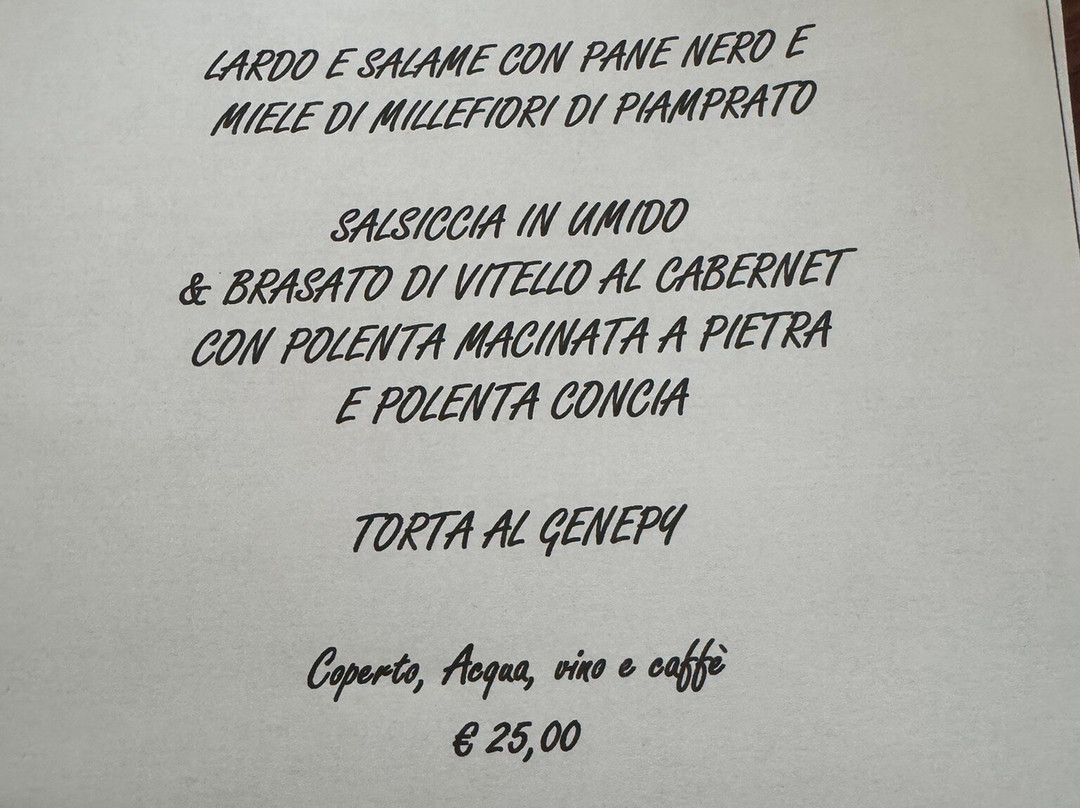 LARDO E SALAME CON PANE NERO E
MIELE DI MILLEFIORI DI PIAMPRATO
SALSICCIA IN UMIDO
& BRASATO DI VITELLO AL CABERNET
CON POLENTA MACINATA A PIETRA
E POLENTA CONCIA
TORTA AL GENEPY
Coperto, Acqua, vino e caffè
€ 25,00